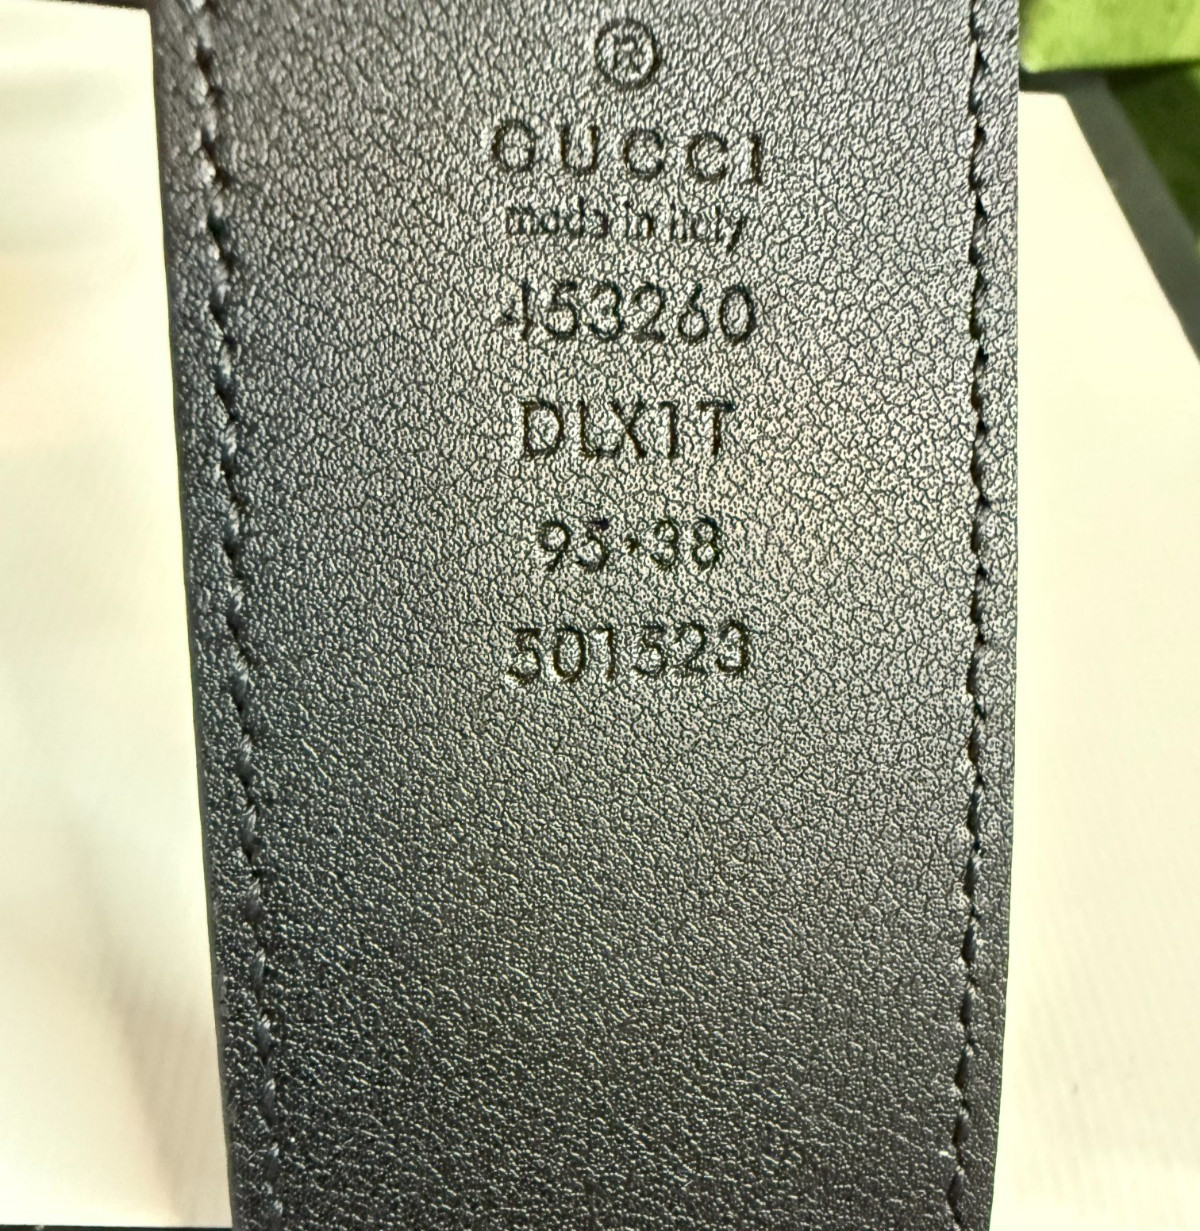 ®
GUCCI
made in italy
453260
DLX1T
95•38
501523